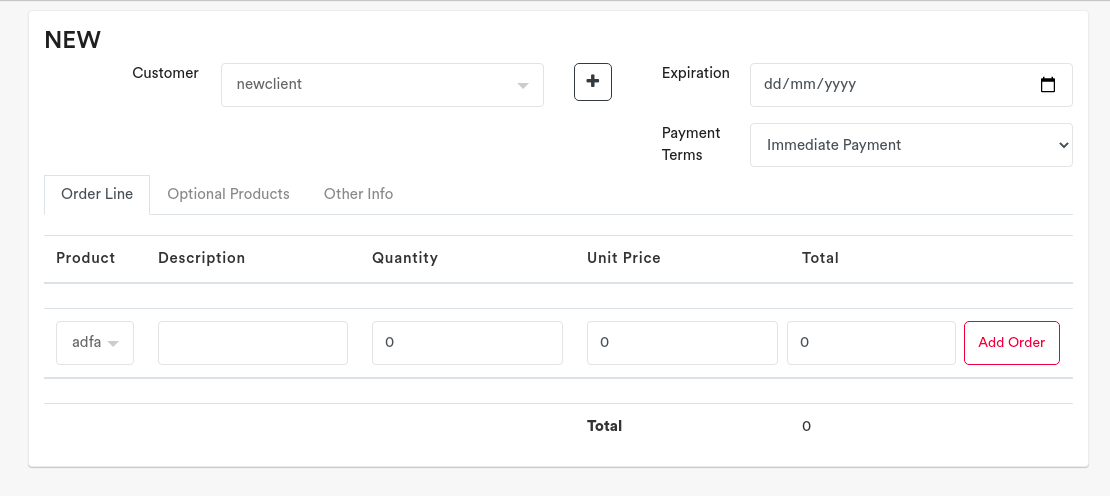 NEW
Customer
newclient
+
Expiration
dd/mm/yyyy
Payment
Terms
Immediate Payment
Order Line Optional Products Other Info
Product Description Quantity Unit Price Total
adfa 0 0 0 Add Order
Total 0